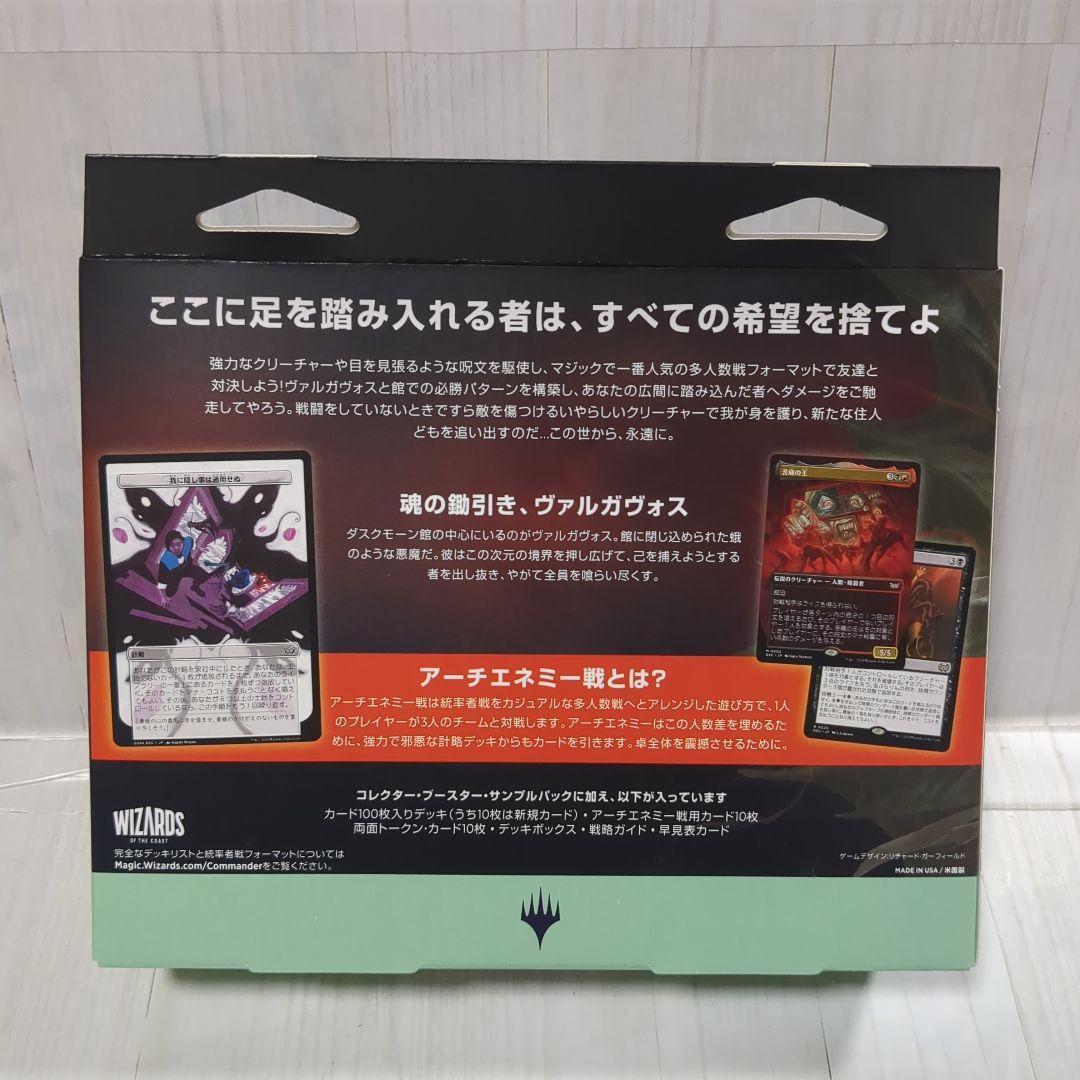 ここに足を踏み入れる者は、すべての希望を捨てよ
強力なクリーチャーや目を見張るような呪文を駆使し、マジックで一番人気の多人数戦フォーマットで友達と
対決しよう!ヴァルガヴォスと館での必勝パターンを構築し、あなたの広間に踏み込んだ者へダメージをご馳
走してやろう。戦闘をしていないときですら敵を傷つけるいやらしいクリーチャーで我が身を護り、新たな住人
どもを追い出すのだ…この世から、永遠に。
我に隠し事は通用せぬ
計略
魂の鋤引き、ヴァルガヴォス
ダスクモーン館の中心にいるのがヴァルガヴォス。館に閉じ込められた蛾
のような悪魔だ。彼はこの次元の境界を押し広げて、己を捕えようとする
者を出し抜き、やがて全員を喰らい尽くす。
苦痛の王
3
伝説のクリーチャー ― 人間・暗殺者
対戦相手はライフを得られない。
5/5
アーチエネミー戦とは?
アーチエネミー戦は統率者戦をカジュアルな多人数戦へとアレンジした遊び方で、1人
のプレイヤーが3人のチームと対戦します。アーチエネミーはこの人数差を埋めるた
めに、強力で邪悪な計略デッキからもカードを引きます。卓全体を震撼させるために。
コレクター・ブースター・サンプルパックに加え、以下が入っています
カード100枚入りデッキ(うち10枚は新規カード)・アーチエネミー戦用カード10枚
両面トークン・カード10枚・デッキボックス・戦略ガイド・早見表カード
WIZARDS
OF THE COAST
完全なデッキリストと統率者戦フォーマットについては
Magic.Wizards.com/Commanderをご覧ください。
ゲームデザイン:リチャード・ガーフィールド
MADE IN USA / 米国製